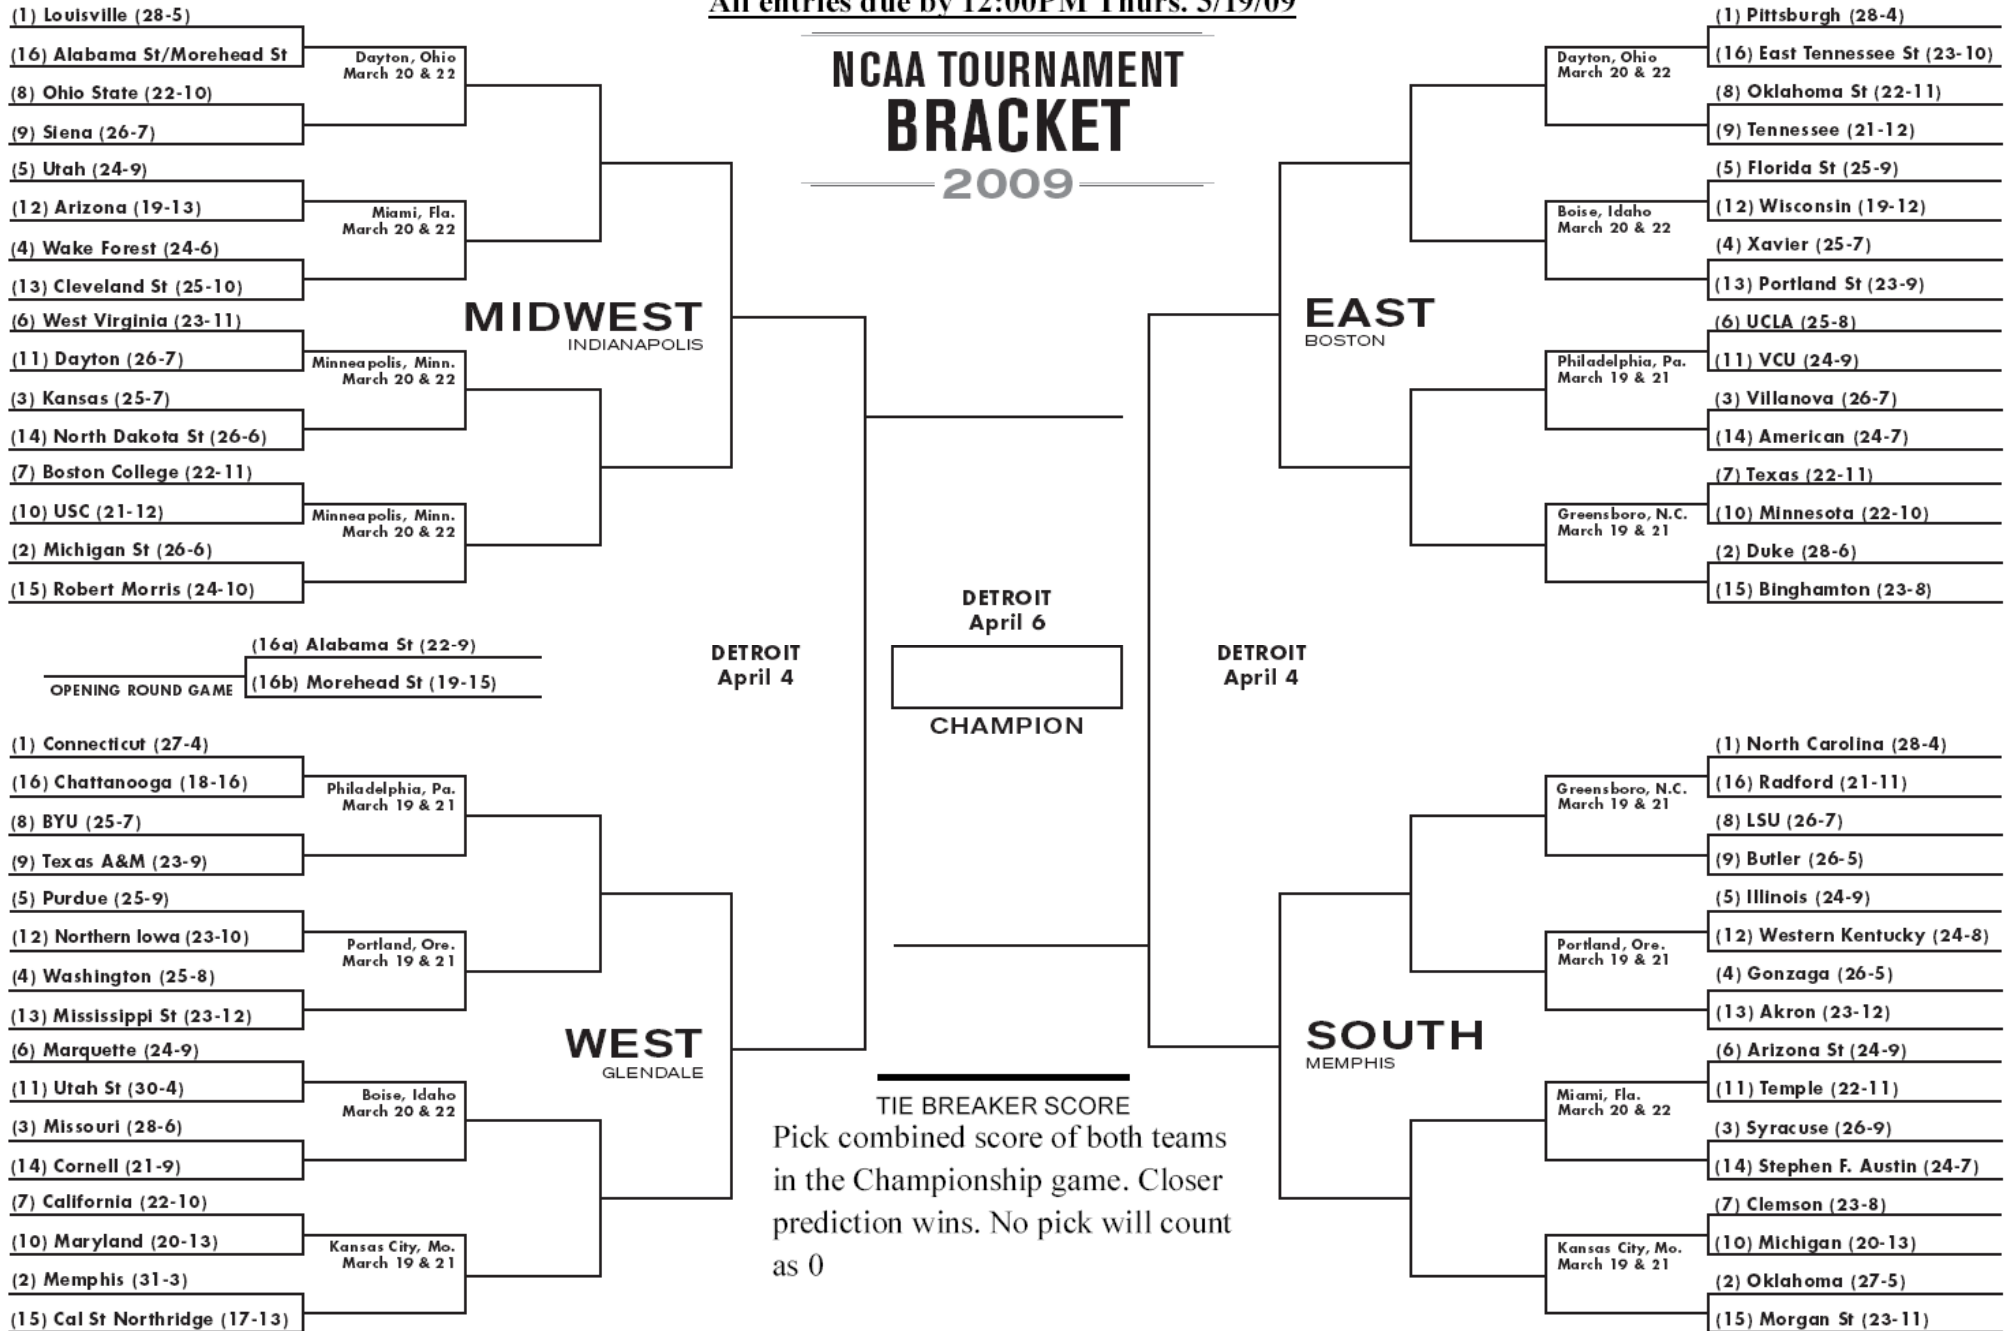 All entries due by 12:00PM Thurs. 3/19/09
NCAA TOURNAMENT
BRACKET
2009
(1) Louisville (28-5)
(16) Alabama St/Morehead St
Dayton, Ohio
March 20 & 22
(8) Ohio State (22-10)
(9) Siena (26-7)
(5) Utah (24-9)
(12) Arizona (19-13)
Miami, Fla.
March 20 & 22
(4) Wake Forest (24-6)
(13) Cleveland St (25-10)
MIDWEST
INDIANAPOLIS
(6) West Virginia (23-11)
(11) Dayton (26-7)
Minneapolis, Minn.
March 20 & 22
(3) Kansas (25-7)
(14) North Dakota St (26-6)
(7) Boston College (22-11)
(10) USC (21-12)
Minneapolis, Minn.
March 20 & 22
(2) Michigan St (26-6)
(15) Robert Morris (24-10)
(16a) Alabama St (22-9)
OPENING ROUND GAME
(16b) Morehead St (19-15)
(1) Connecticut (27-4)
(16) Chattanooga (18-16)
Philadelphia, Pa.
March 19 & 21
(8) BYU (25-7)
(9) Texas A&M (23-9)
(5) Purdue (25-9)
(12) Northern Iowa (23-10)
Portland, Ore.
March 19 & 21
(4) Washington (25-8)
(13) Mississippi St (23-12)
WEST
GLENDALE
(6) Marquette (24-9)
(11) Utah St (30-4)
Boise, Idaho
March 20 & 22
(3) Missouri (28-6)
(14) Cornell (21-9)
(7) California (22-10)
(10) Maryland (20-13)
Kansas City, Mo.
March 19 & 21
(2) Memphis (31-3)
(15) Cal St Northridge (17-13)
DETROIT
April 4
DETROIT
April 6
CHAMPION
DETROIT
April 4
TIE BREAKER SCORE
Pick combined score of both teams
in the Championship game. Closer
prediction wins. No pick will count
as 0
(1) Pittsburgh (28-4)
(16) East Tennessee St (23-10)
Dayton, Ohio
March 20 & 22
(8) Oklahoma St (22-11)
(9) Tennessee (21-12)
(5) Florida St (25-9)
(12) Wisconsin (19-12)
Boise, Idaho
March 20 & 22
(4) Xavier (25-7)
(13) Portland St (23-9)
EAST
BOSTON
(6) UCLA (25-8)
(11) VCU (24-9)
Philadelphia, Pa.
March 19 & 21
(3) Villanova (26-7)
(14) American (24-7)
(7) Texas (22-11)
(10) Minnesota (22-10)
Greensboro, N.C.
March 19 & 21
(2) Duke (28-6)
(15) Binghamton (23-8)
(1) North Carolina (28-4)
(16) Radford (21-11)
Greensboro, N.C.
March 19 & 21
(8) LSU (26-7)
(9) Butler (26-5)
(5) Illinois (24-9)
(12) Western Kentucky (24-8)
Portland, Ore.
March 19 & 21
(4) Gonzaga (26-5)
(13) Akron (23-12)
SOUTH
MEMPHIS
(6) Arizona St (24-9)
(11) Temple (22-11)
Miami, Fla.
March 20 & 22
(3) Syracuse (26-9)
(14) Stephen F. Austin (24-7)
(7) Clemson (23-8)
(10) Michigan (20-13)
Kansas City, Mo.
March 19 & 21
(2) Oklahoma (27-5)
(15) Morgan St (23-11)